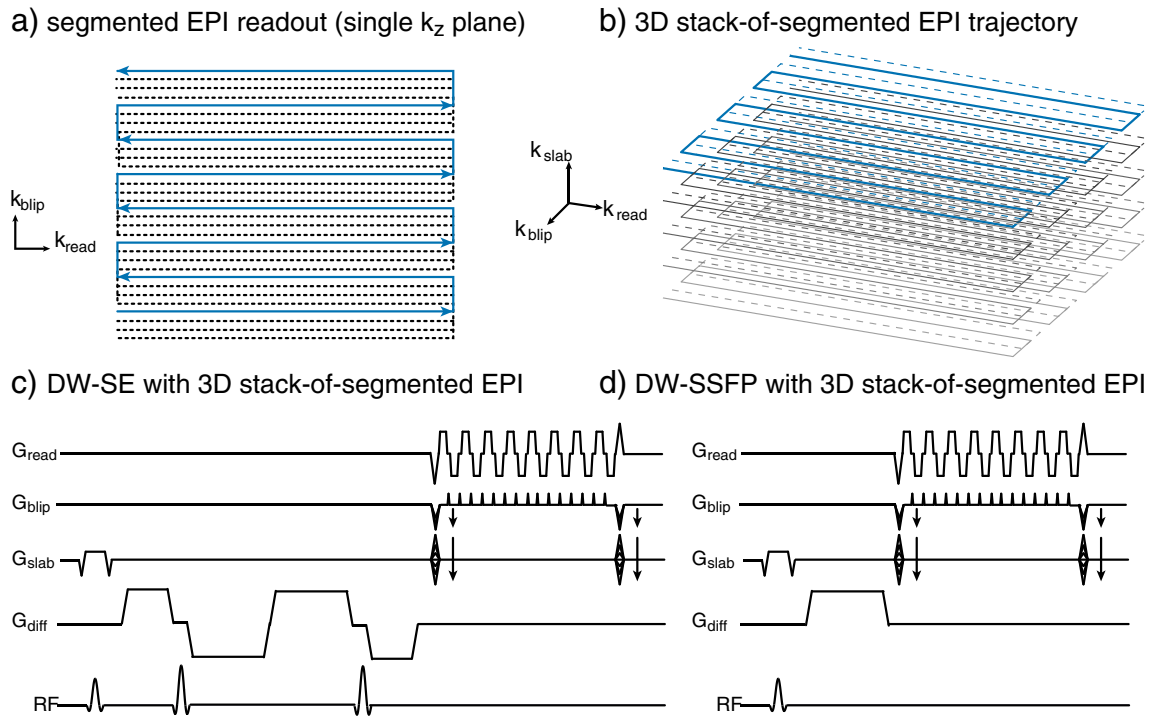 a) segmented EPI readout (single kz plane)
b) 3D stack-of-segmented EPI trajectory
kblip
kread
kslab
kread
kblip
c) DW-SE with 3D stack-of-segmented EPI
d) DW-SSFP with 3D stack-of-segmented EPI
Gread
Gblip
Gslab
Gdiff
RF
Gread
Gblip
Gslab
Gdiff
RF